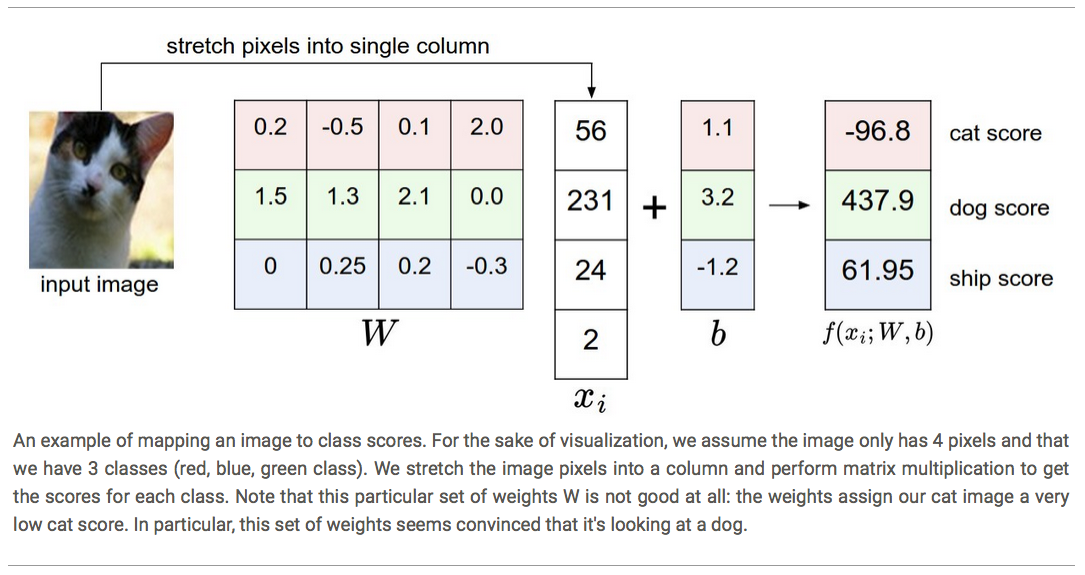 stretch pixels into single column
input image
0.2 -0.5 0.1 2.0
1.5 1.3 2.1 0.0
0 0.25 0.2 -0.3
W
56
231
24
2
x_i
+
1.1
3.2
-1.2
b
-96.8 cat score
437.9 dog score
61.95 ship score
f(x_i; W, b)
An example of mapping an image to class scores. For the sake of visualization, we assume the image only has 4 pixels and that
we have 3 classes (red, blue, green class). We stretch the image pixels into a column and perform matrix multiplication to get
the scores for each class. Note that this particular set of weights W is not good at all: the weights assign our cat image a very
low cat score. In particular, this set of weights seems convinced that it's looking at a dog.